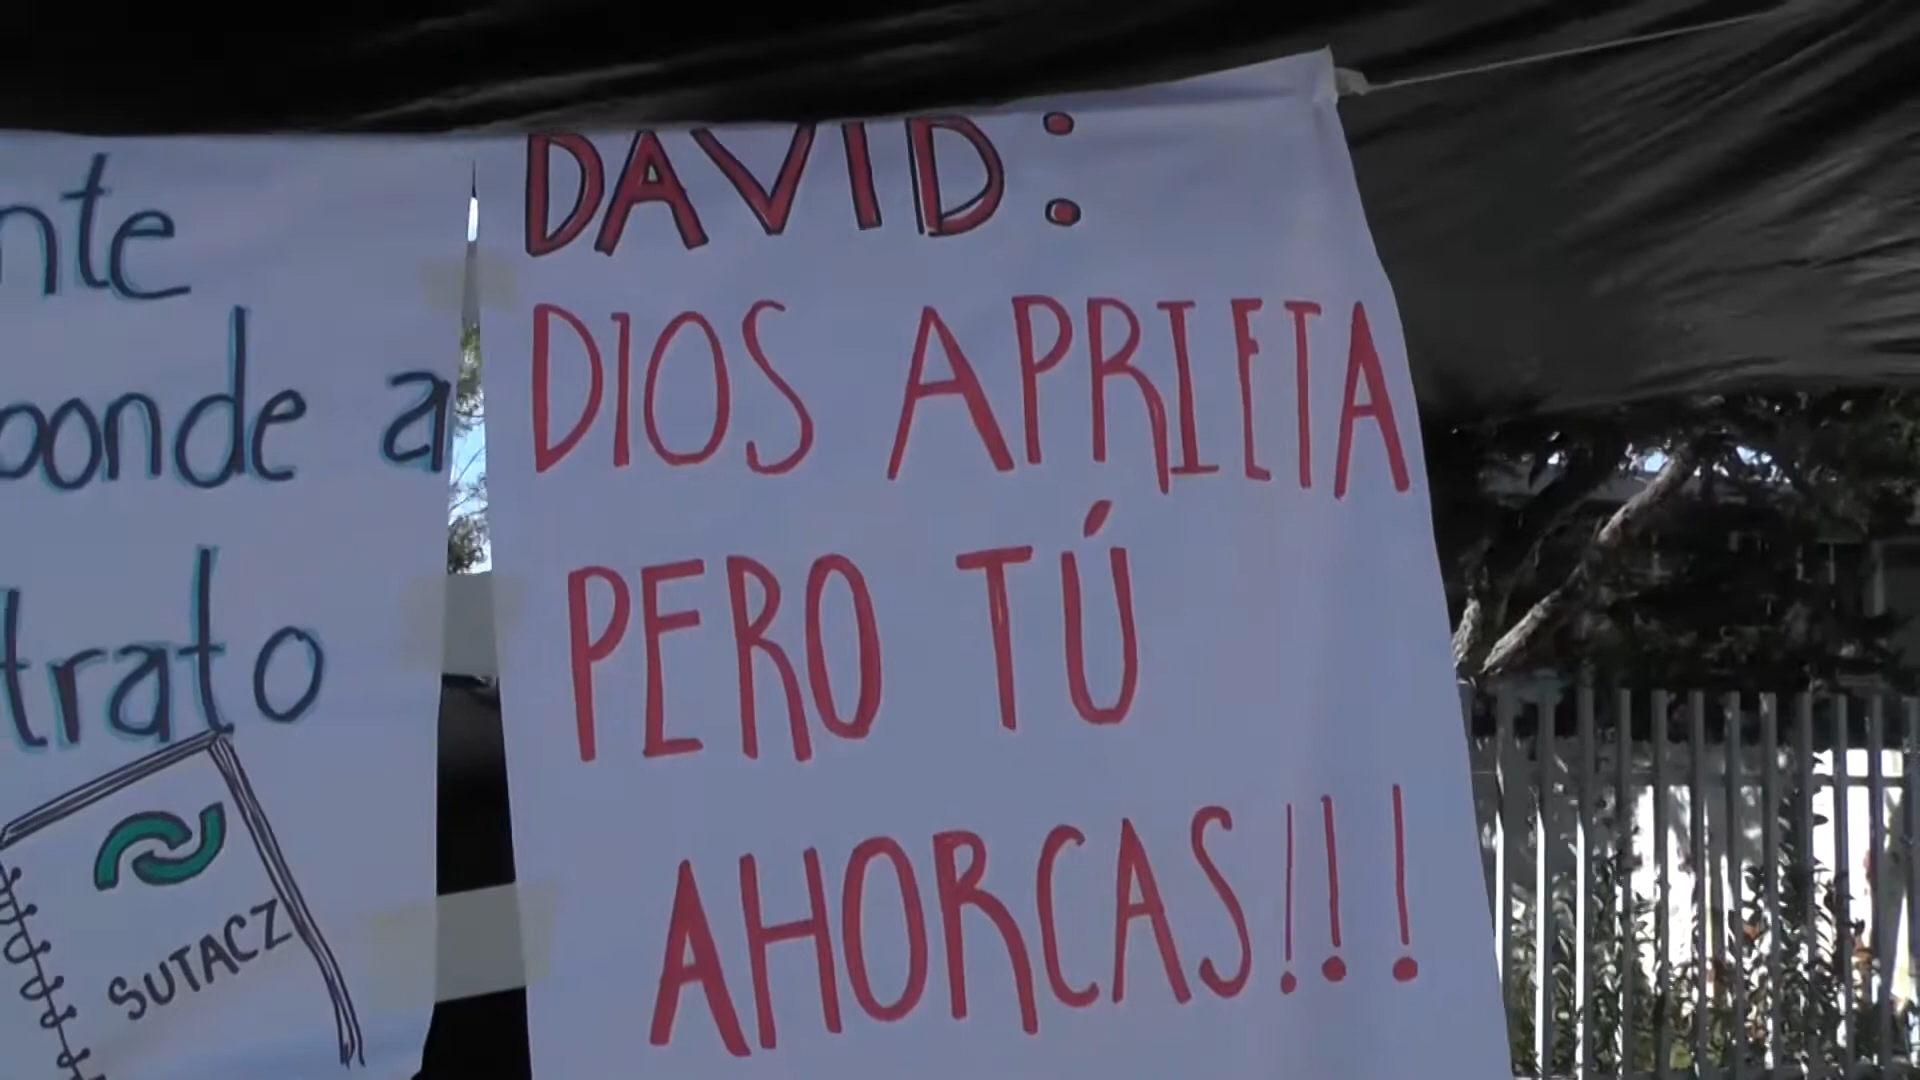 nte
ponde a
trato
SUTACZ
DAVID:
DIOS APRIETA
PERO TÚ
AHORCAS!!!